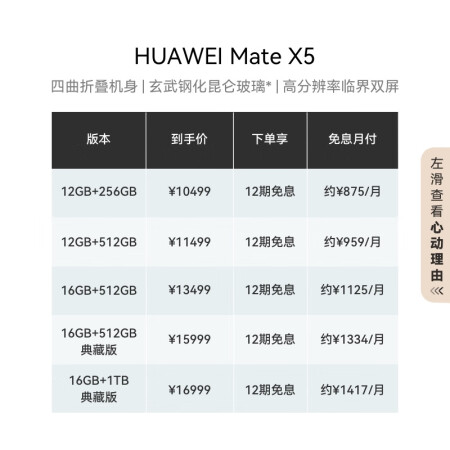 HUAWEI Mate X5
四曲折叠机身 | 玄武钢化昆仑玻璃* | 高分辨率临界双屏
版本 到手价 下单享 免息月付
12GB+256GB ¥10499 12期免息 约¥875/月
12GB+512GB ¥11499 12期免息 约¥959/月
16GB+512GB ¥13499 12期免息 约¥1125/月
16GB+512GB
典藏版 ¥15999 12期免息 约¥1334/月
16GB+1TB
典藏版 ¥16999 12期免息 约¥1417/月
左滑查看心动理由